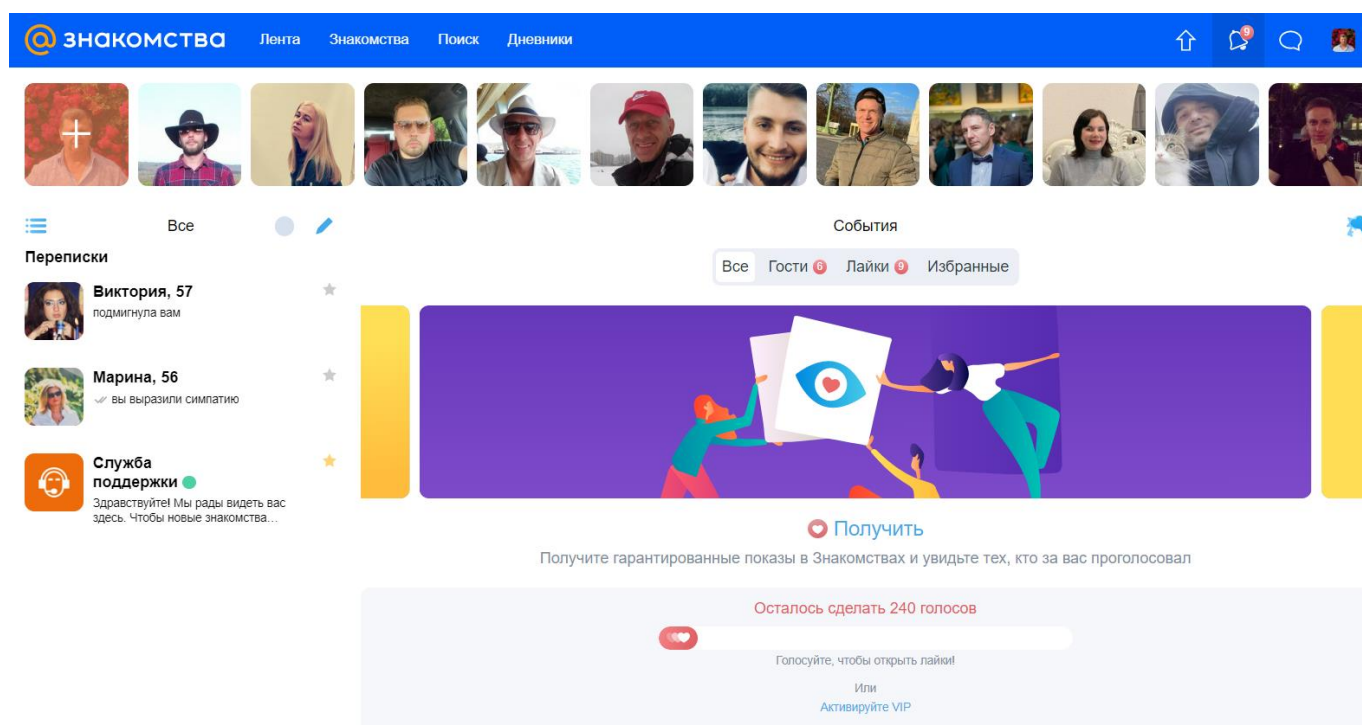 @ знакомства Лента Знакомства Поиск Дневники 9
Все
Переписки
Виктория, 57
подмигнула вам
Марина, 56
вы выразили симпатию
Служба
поддержки
Здравствуйте! Мы рады видеть вас
здесь. Чтобы новые знакомства...
События
Все Гости 6 Лайки 9 Избранные
Получить
Получите гарантированные показы в Знакомствах и увидьте тех, кто за вас проголосовал
Осталось сделать 240 голосов
Голосуйте, чтобы открыть лайки!
Или
Активируйте VIP